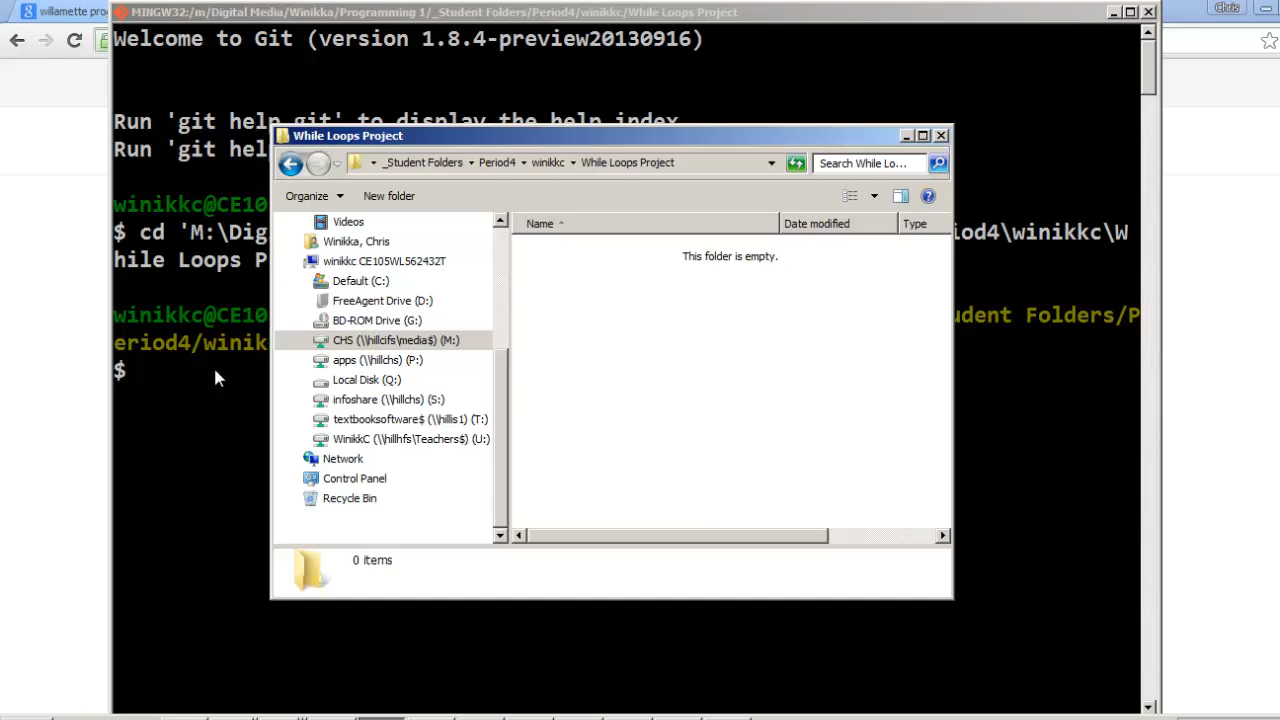 willamette pro
Chris
MINGW32:/m/Digital Media/Winikka/Programming 1/_Student Folders/Period4/winikkc/While Loops Project
Welcome to Git (version 1.8.4-preview20130916)
Run 'git help git' to display the help index.
Run 'git help
winikkc@CE10
$ cd 'M:\Dig
iod4\winikkc\W
hile Loops P
winikkc@CE10
udent Folders/P
eriod4/winik
$
While Loops Project
_Student Folders Period4 winikkc While Loops Project
Search While Lo...
Organize New folder
Name Date modified Type
This folder is empty.
Videos
Winikka, Chris
winikkc CE105WL562432T
Default (C:)
FreeAgent Drive (D:)
BD-ROM Drive (G:)
CHS (\\hillcifs\media$) (M:)
apps (\\hillchs) (P:)
Local Disk (Q:)
infoshare (\\hillchs) (S:)
textbooksoftware$ (\\hillis1) (T:)
WinikkC (\\hillhfs\Teachers$) (U:)
Network
Control Panel
Recycle Bin
0 items